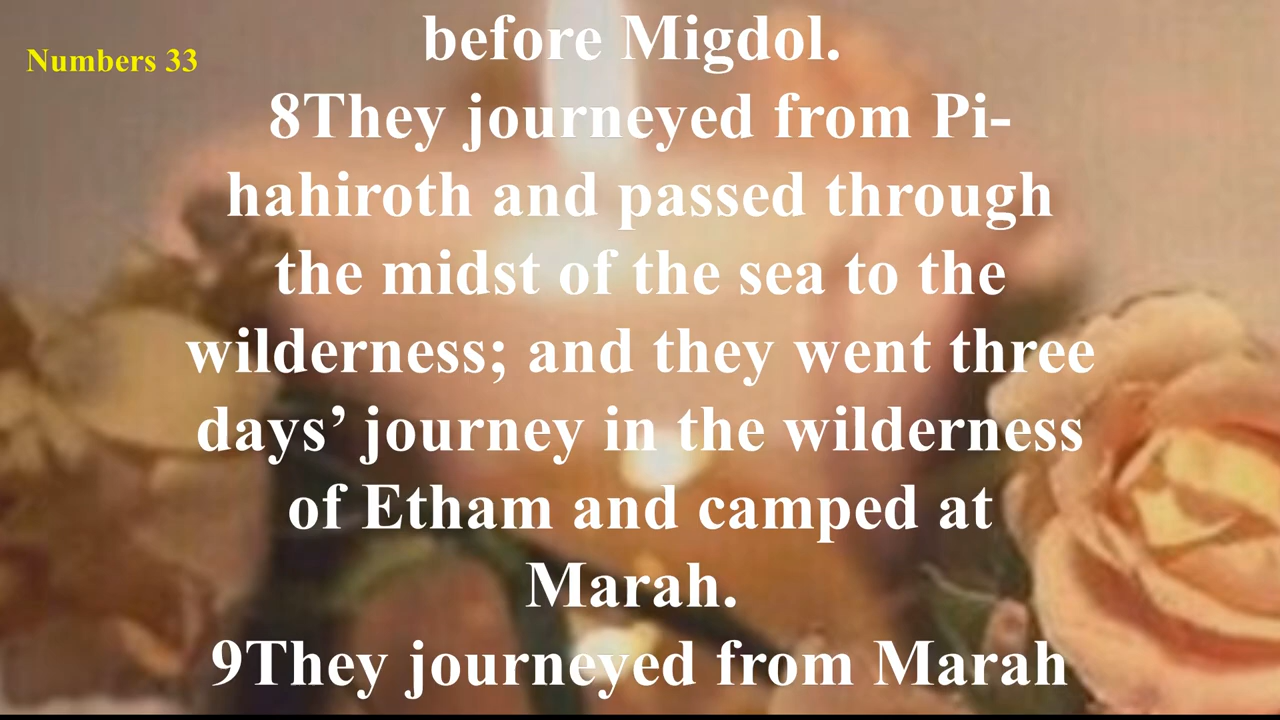 Numbers 33
before Migdol.
8They journeyed from Pi-
hahiroth and passed through
the midst of the sea to the
wilderness; and they went three
days’ journey in the wilderness
of Etham and camped at
Marah.
9They journeyed from Marah